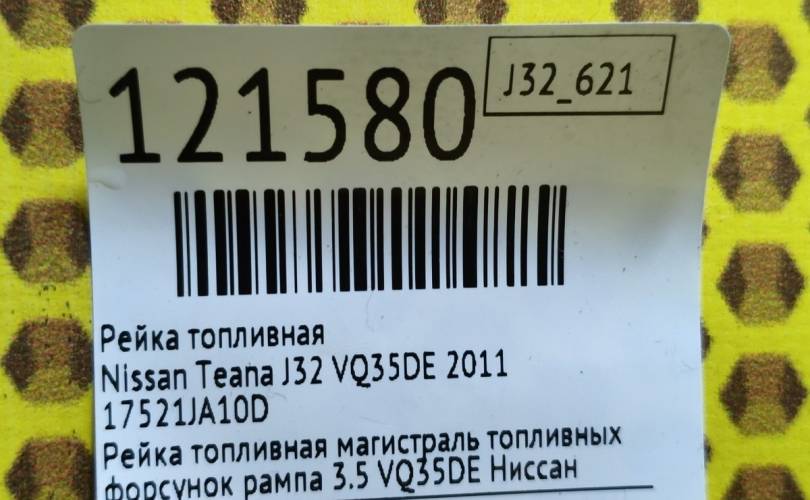 121580
J32_621
Рейка топливная
Nissan Teana J32 VQ35DE 2011
17521JA10D
Рейка топливная магистраль топливных
форсунок рампа 3.5 VQ35DE Ниссан